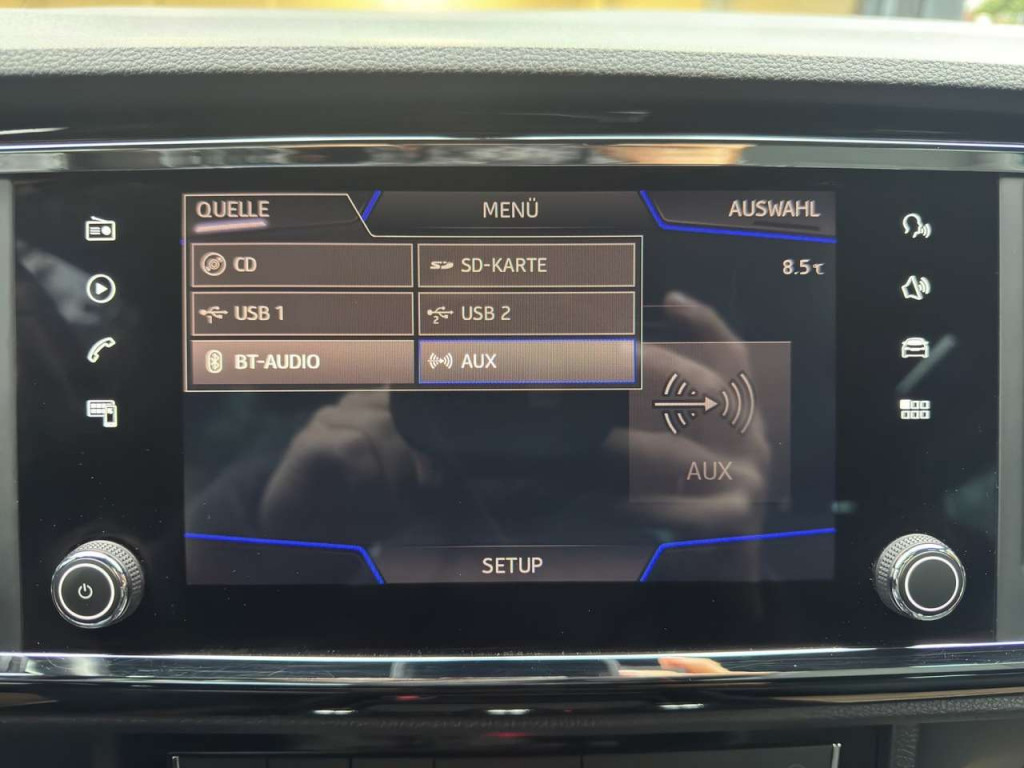 QUELLE MENÜ AUSWAHL
CD SD-KARTE 8.5℃
USB 1 USB 2
BT-AUDIO AUX
AUX
SETUP